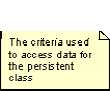 The criteria used
to access data for
the persistent
class